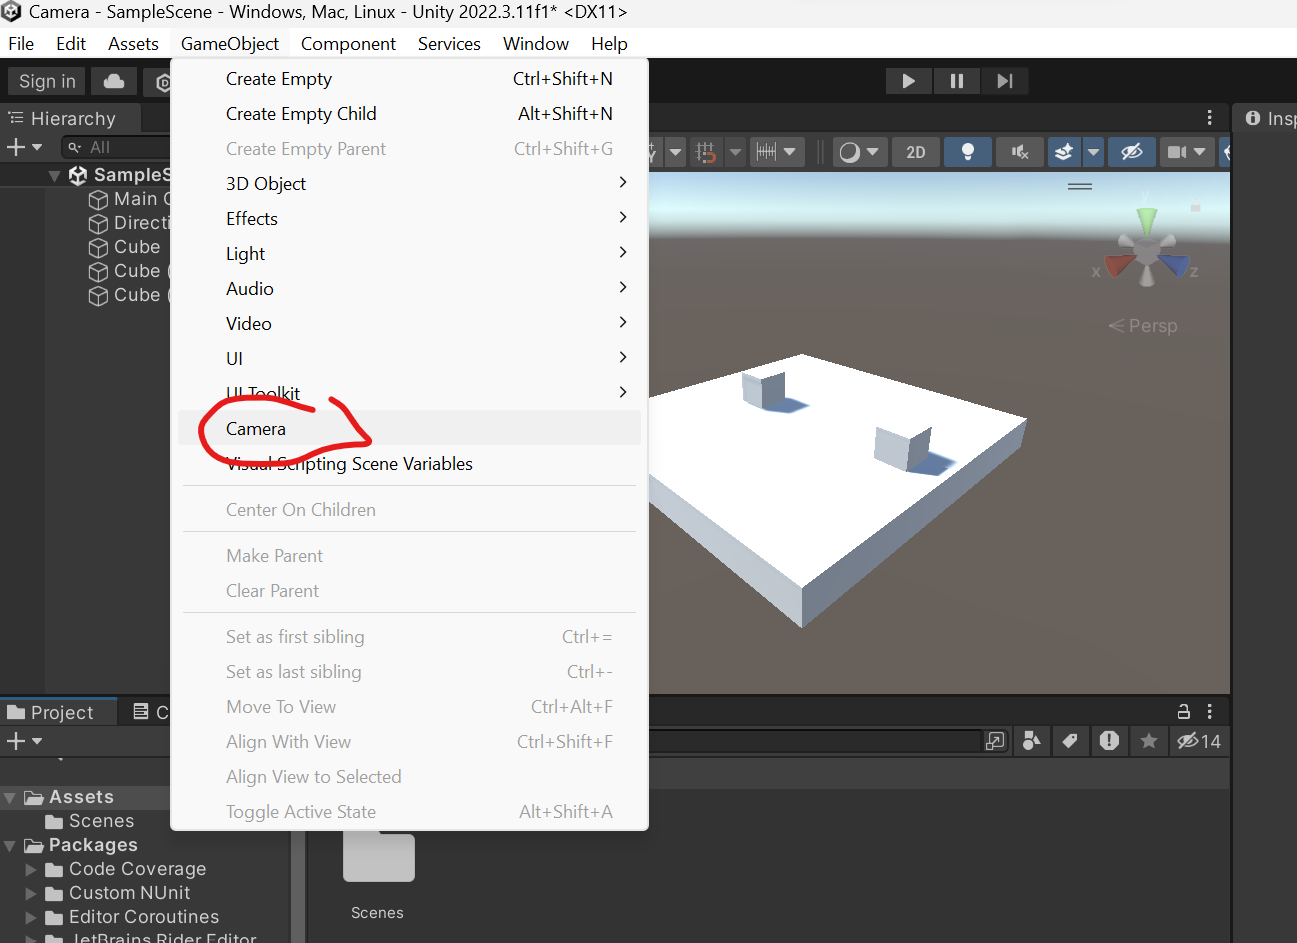 Camera - SampleScene - Windows, Mac, Linux - Unity 2022.3.11f1* <DX11>
File Edit Assets GameObject Component Services Window Help
Sign in
Hierarchy
All
SampleS
Main C
Directi
Cube
Cube (
Cube (
Create Empty Ctrl+Shift+N
Create Empty Child Alt+Shift+N
Create Empty Parent Ctrl+Shift+G
3D Object
Effects
Light
Audio
Video
UI
UI Toolkit
Camera
Visual Scripting Scene Variables
Center On Children
Make Parent
Clear Parent
Set as first sibling Ctrl+=
Set as last sibling Ctrl+-
Move To View Ctrl+Alt+F
Align With View Ctrl+Shift+F
Align View to Selected
Toggle Active State Alt+Shift+A
2D
Insp
x z
Persp
Project C
14
Assets
Scenes
Packages
Code Coverage
Custom NUnit
Editor Coroutines
JetBrains Rider Editor
Scenes